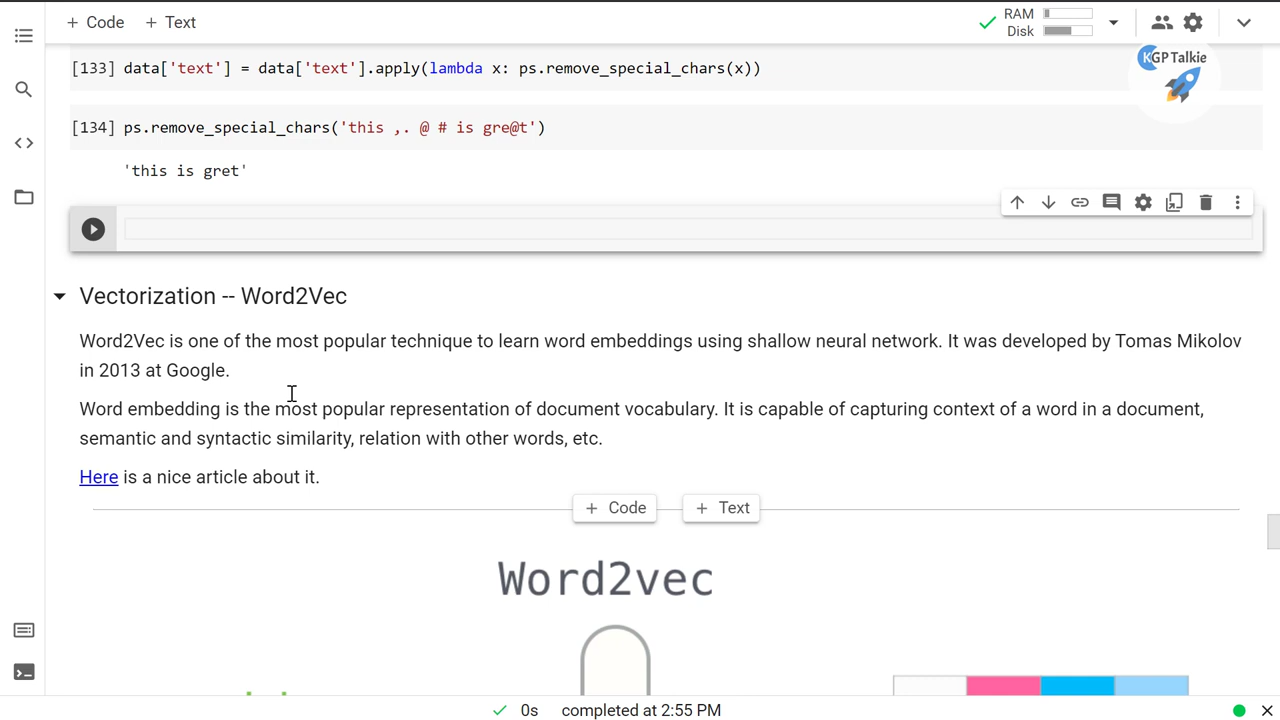 + Code + Text
RAM
Disk
KGP Talkie
[133] data['text'] = data['text'].apply(lambda x: ps.remove_special_chars(x))
[134] ps.remove_special_chars('this ,. @ # is gre@t')
'this is gret'
Vectorization -- Word2Vec
Word2Vec is one of the most popular technique to learn word embeddings using shallow neural network. It was developed by Tomas Mikolov
in 2013 at Google.
Word embedding is the most popular representation of document vocabulary. It is capable of capturing context of a word in a document,
semantic and syntactic similarity, relation with other words, etc.
Here is a nice article about it.
+ Code + Text
Word2vec
0s completed at 2:55 PM